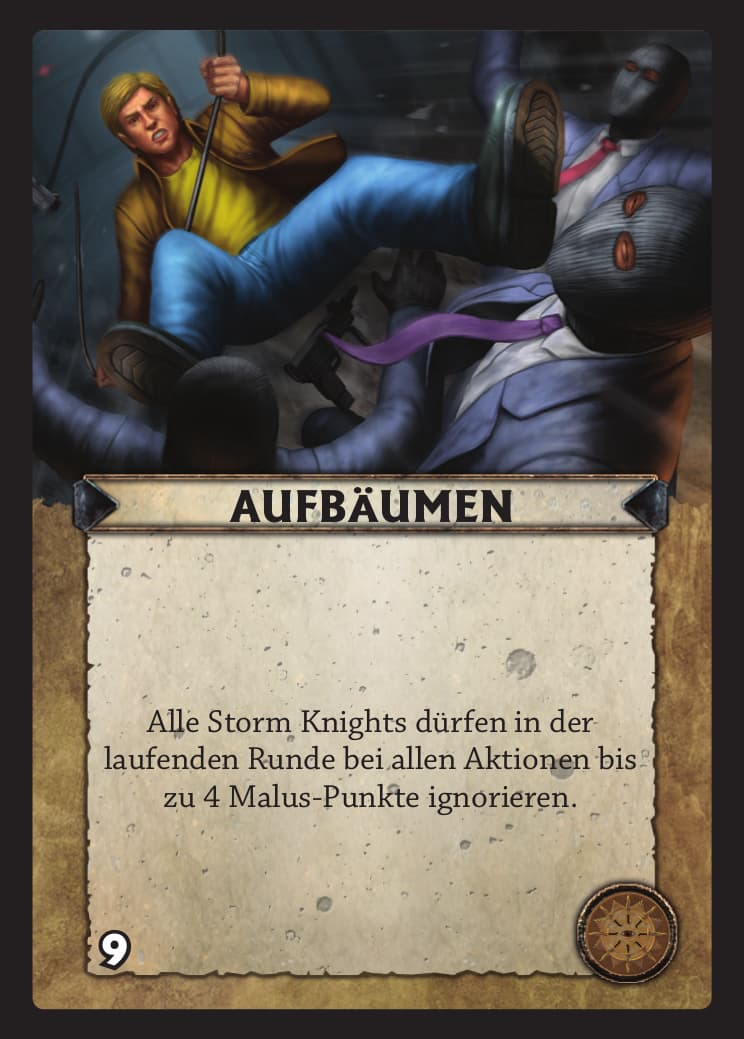 AUFBÄUMEN
Alle Storm Knights dürfen in der
laufenden Runde bei allen Aktionen bis
zu 4 Malus-Punkte ignorieren.
9